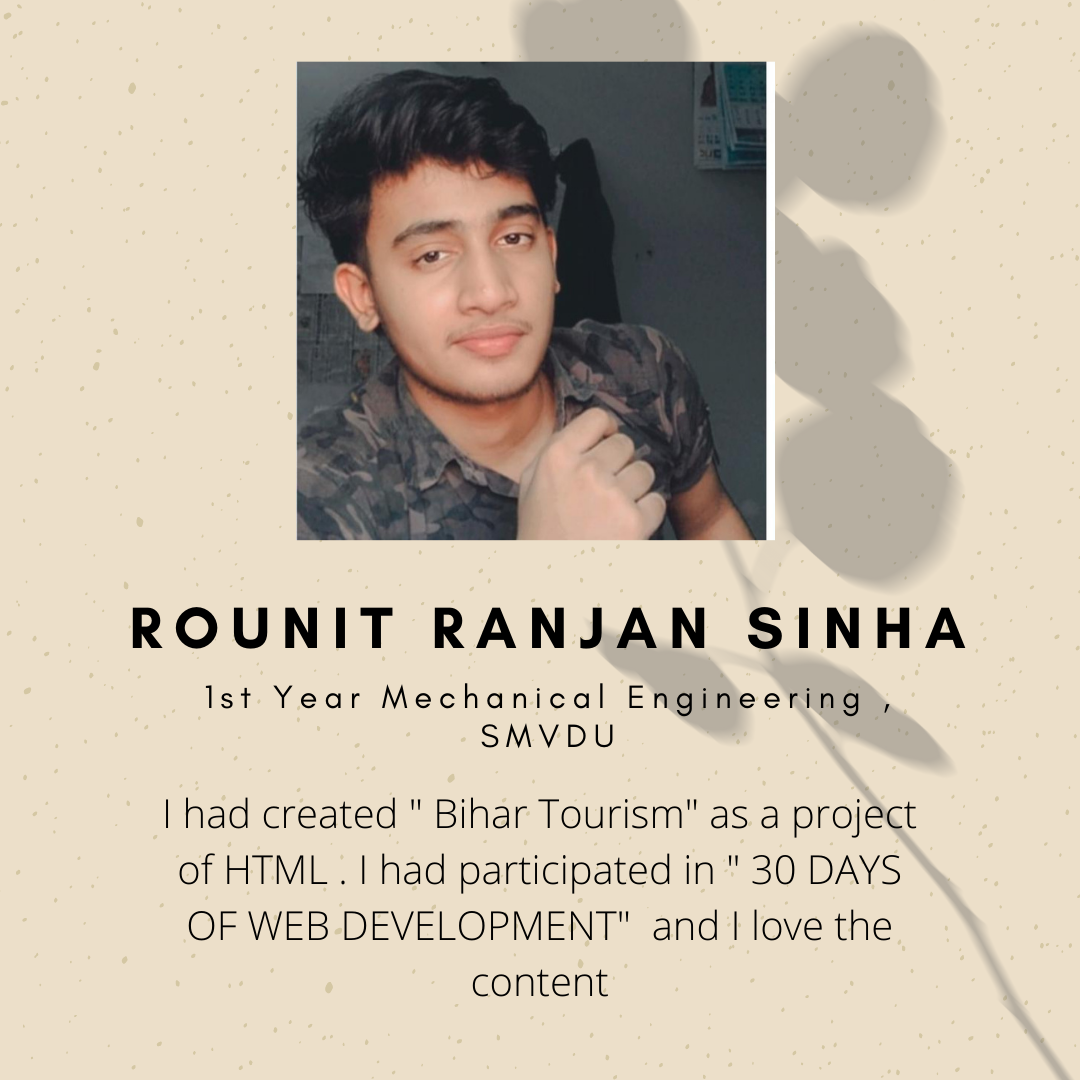 ROUNIT RANJAN SINHA
1st Year Mechanical Engineering ,
SMVDU
I had created " Bihar Tourism" as a project
of HTML . I had participated in " 30 DAYS
OF WEB DEVELOPMENT"  and I love the
content